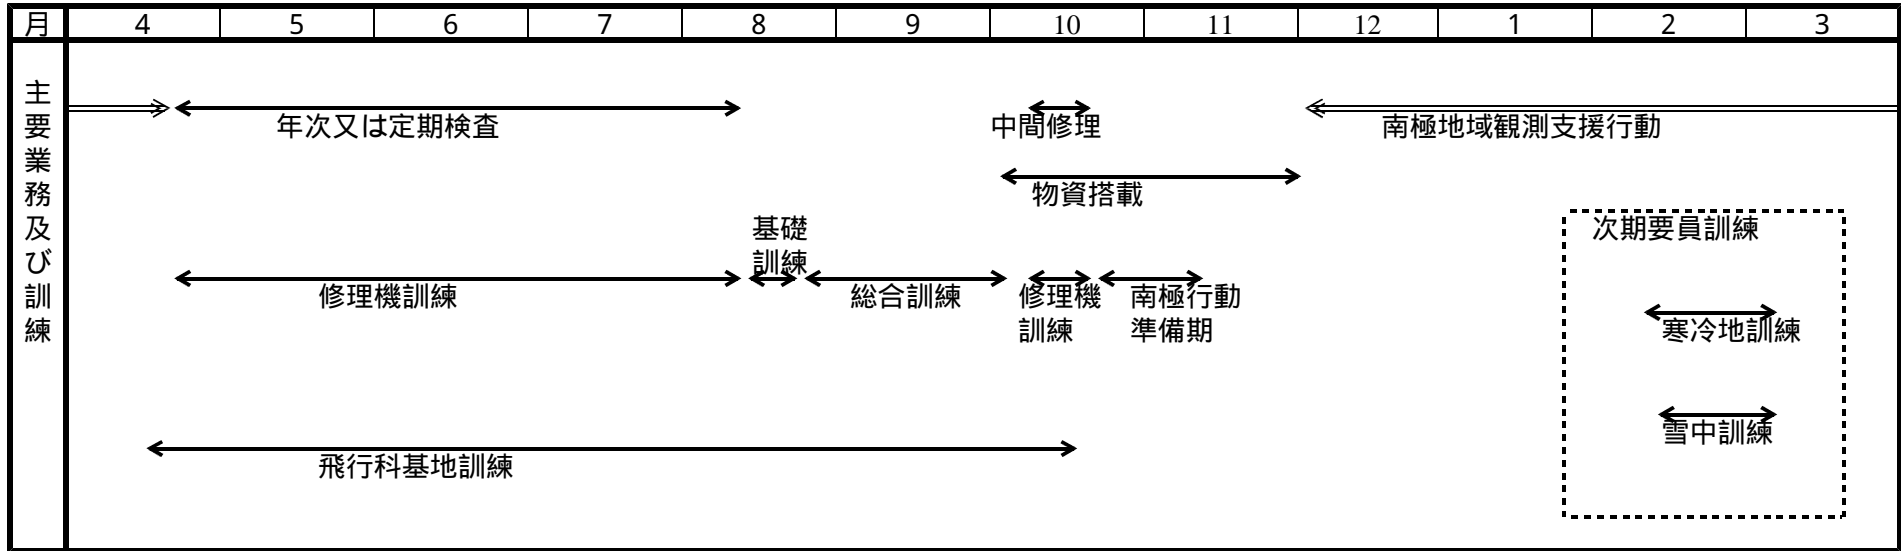 月 4 5 6 7 8 9 10 11 12 1 2 3
主要業務及び訓練
年次又は定期検査
中間修理
南極地域観測支援行動
物資搭載
基礎
訓練
次期要員訓練
修理機訓練
総合訓練
修理機
訓練
南極行動
準備期
寒冷地訓練
雪中訓練
飛行科基地訓練